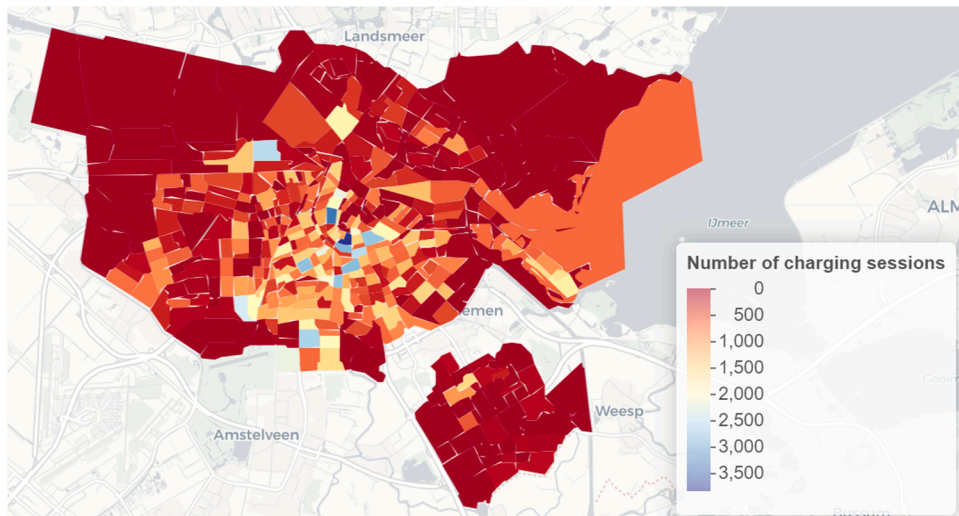 Landsmeer
ALM
IJmeer
Number of charging sessions
0
500
1,000
1,500
2,000
2,500
3,000
3,500
emen
Weesp
Amstelveen
Bussum